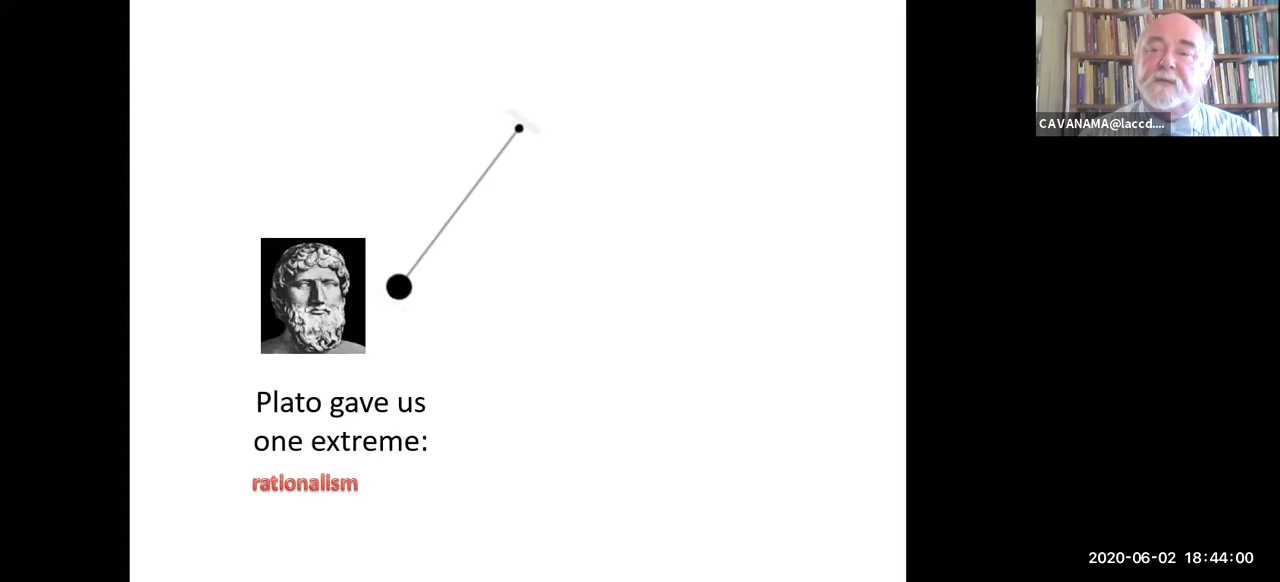 CAVANAMA@laccd....
Plato gave us
one extreme:
rationalism
2020-06-02 18:44:00